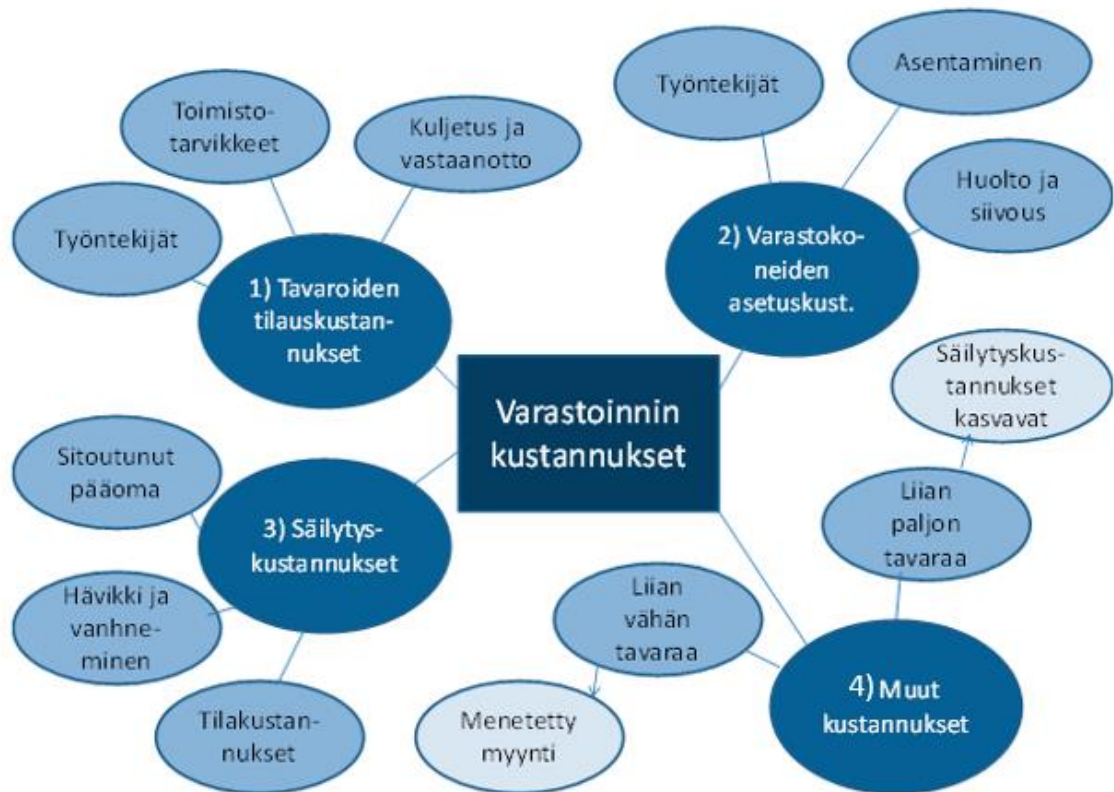 Varastoinnin
kustannukset
1) Tavaroiden
tilauskustan-
nukset
Työntekijät
Toimisto-
tarvikkeet
Kuljetus ja
vastaanotto
2) Varastoko-
neiden
asetuskust.
Työntekijät
Asentaminen
Huolto ja
siivous
3) Säilytys-
kustannukset
Sitoutunut
pääoma
Hävikki ja
vanhne-
minen
Tilakustan-
nukset
4) Muut
kustannukset
Liian
vähän
tavaraa
Menetetty
myynti
Liian
paljon
tavaraa
Säilytyskus-
tannukset
kasvavat